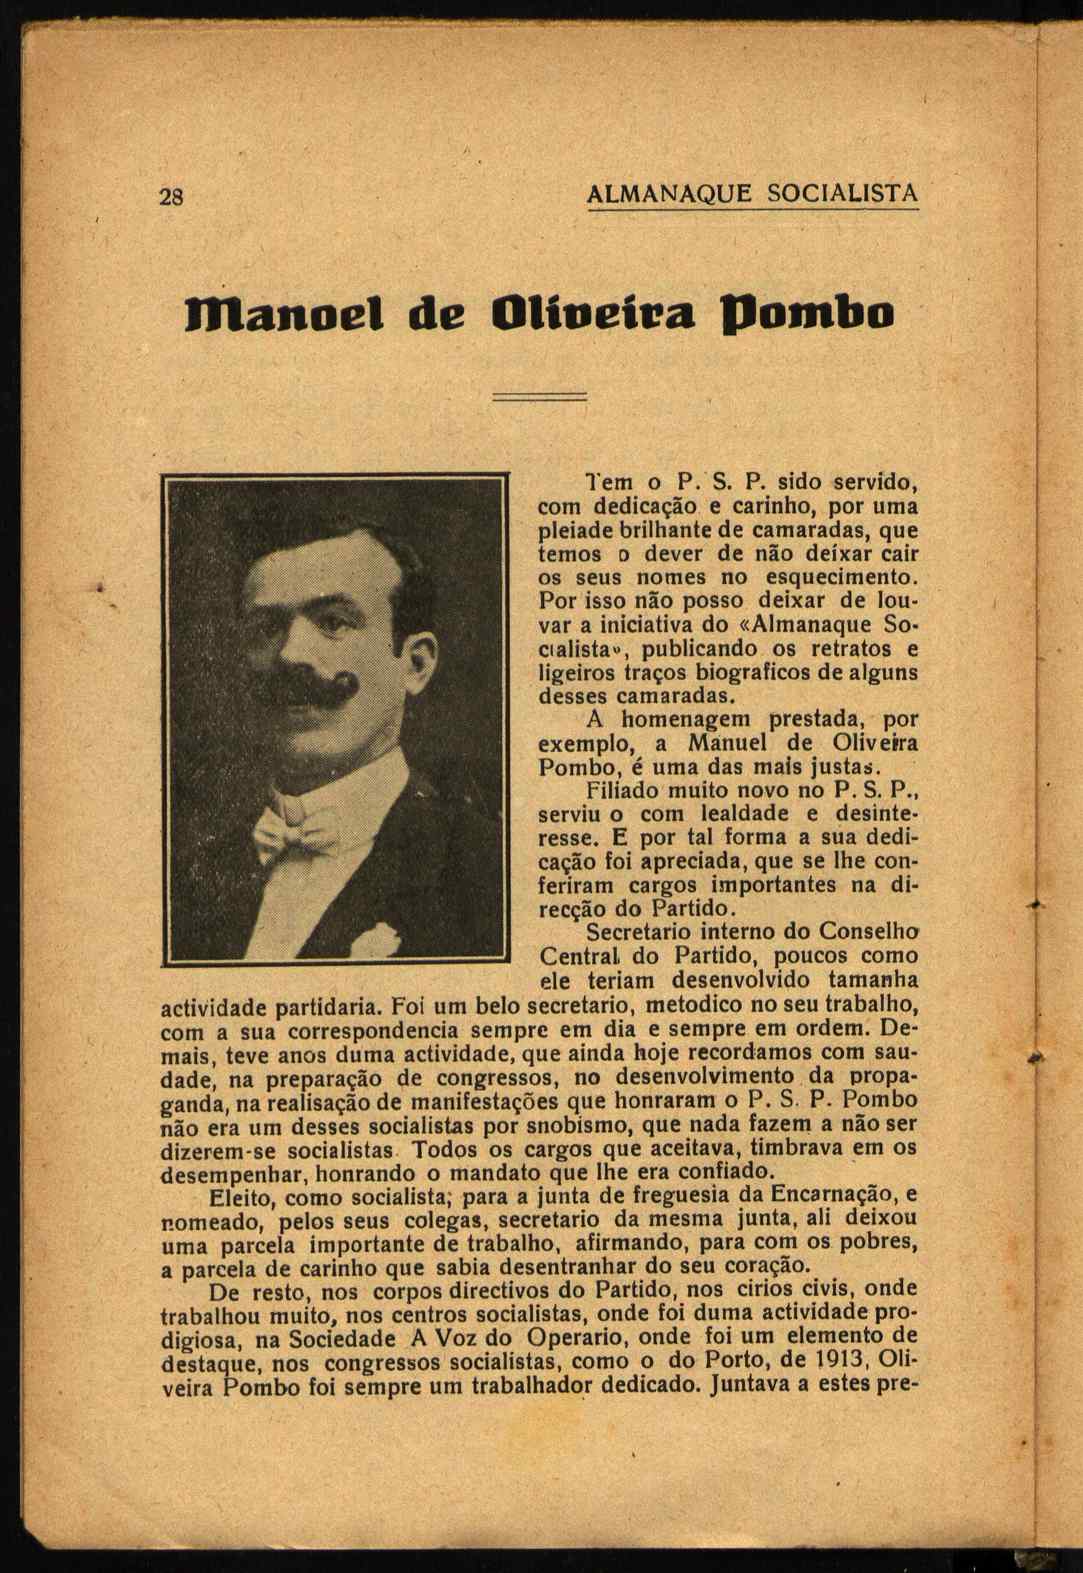 28
ALMANAQUE SOCIALISTA
Manoel de Oliveira Pombo
Tem o P. S. P. sido servido,
com dedicação e carinho, por uma
pleiade brilhante de camaradas, que
temos o dever de não deixar cair
os seus nomes no esquecimento.
Por isso não posso deixar de lou-
var a iniciativa do «Almanaque So-
cialista», publicando os retratos e
ligeiros traços biograficos de alguns
desses camaradas.
A homenagem prestada, por
exemplo, a Manuel de Oliveira
Pombo, é uma das mais justas.
Filiado muito novo no P. S. P.,
serviu o com lealdade e desinte-
resse. E por tal forma a sua dedi-
cação foi apreciada, que se lhe con-
feriram cargos importantes na di-
recção do Partido.
Secretario interno do Conselho
Central do Partido, poucos como
ele teriam desenvolvido tamanha
actividade partidaria. Foi um belo secretario, metodico no seu trabalho,
com a sua correspondencia sempre em dia e sempre em ordem. De-
mais, teve anos duma actividade, que ainda hoje recordamos com sau-
dade, na preparação de congressos, no desenvolvimento da propa-
ganda, na realisação de manifestações que honraram o P. S. P. Pombo
não era um desses socialistas por snobismo, que nada fazem a não ser
dizerem-se socialistas. Todos os cargos que aceitava, timbrava em os
desempenhar, honrando o mandato que lhe era confiado.
Eleito, como socialista; para a junta de freguesia da Encarnação, e
nomeado, pelos seus colegas, secretario da mesma junta, ali deixou
uma parcela importante de trabalho, afirmando, para com os pobres,
a parcela de carinho que sabia desentranhar do seu coração.
De resto, nos corpos directivos do Partido, nos cirios civis, onde
trabalhou muito, nos centros socialistas, onde foi duma actividade pro-
digiosa, na Sociedade A Voz do Operario, onde foi um elemento de
destaque, nos congressos socialistas, como o do Porto, de 1913, Oli-
veira Pombo foi sempre um trabalhador dedicado. Juntava a estes pre-